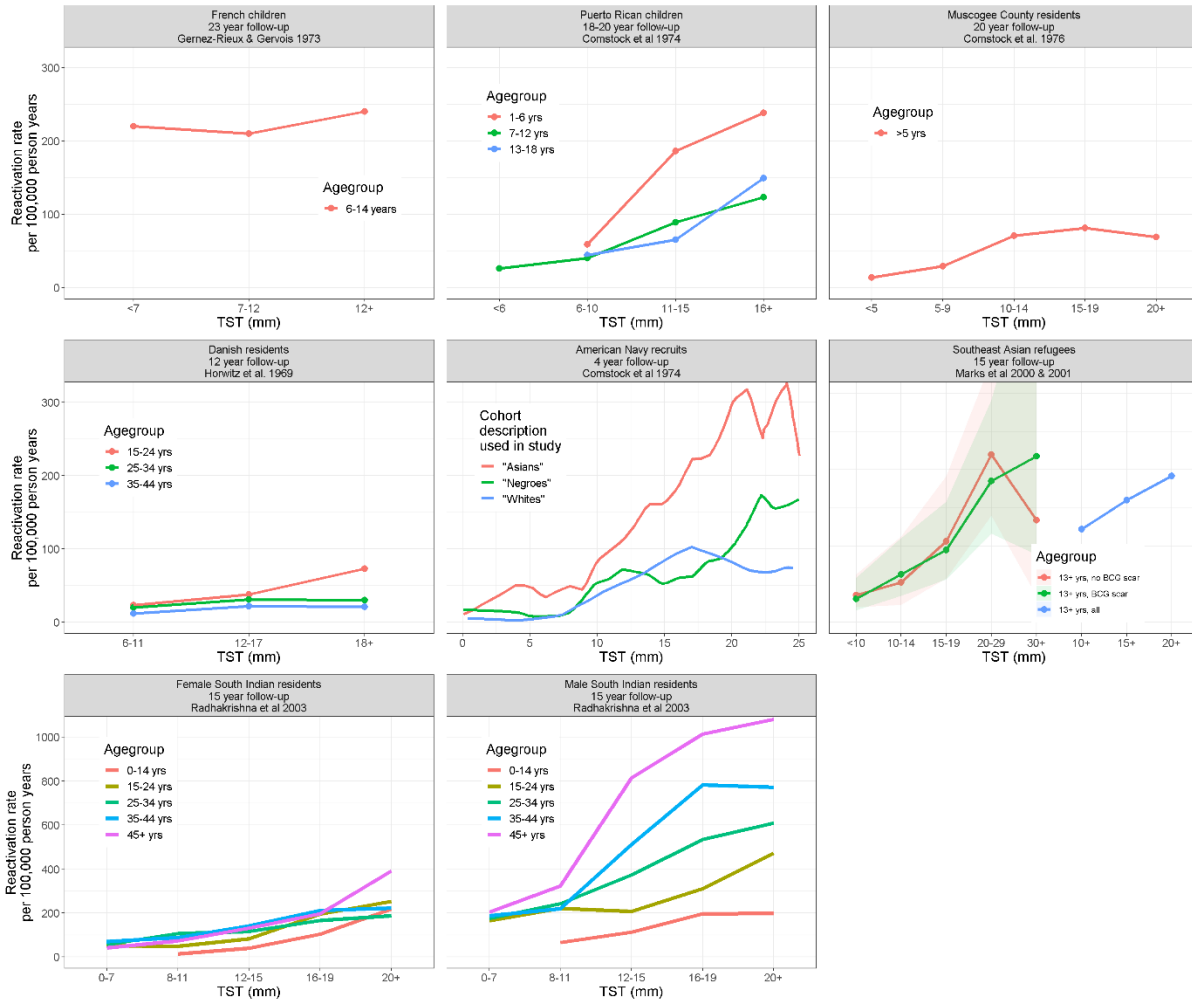 French children
23 year follow-up
Gernez-Rieux & Gervois 1973
Reactivation rate
per 100,000 person years
300
200
100
0
Agegroup
6-14 years
<7
7-12
12+
TST (mm)
Puerto Rican children
18-20 year follow-up
Comstock et al 1974
Agegroup
1-6 yrs
7-12 yrs
13-18 yrs
<6
6-10
11-15
16+
TST (mm)
Muscogee County residents
20 year follow-up
Comstock et al. 1976
Agegroup
>5 yrs
<5
5-9
10-14
15-19
20+
TST (mm)
Danish residents
12 year follow-up
Horwitz et al. 1969
Reactivation rate
per 100,000 person years
300
200
100
0
Agegroup
15-24 yrs
25-34 yrs
35-44 yrs
6-11
12-17
18+
TST (mm)
American Navy recruits
4 year follow-up
Comstock et al 1974
Cohort
description
used in study
"Asians"
"Negroes"
"Whites"
0
5
10
15
20
25
TST (mm)
Southeast Asian refugees
15 year follow-up
Marks et al 2000 & 2001
Agegroup
13+ yrs, no BCG scar
13+ yrs, BCG scar
13+ yrs, all
<10
10-14
15-19
20-29
30+
10+
15+
20+
TST (mm)
Female South Indian residents
15 year follow-up
Radhakrishna et al 2003
Reactivation rate
per 100,000 person years
1000
800
600
400
200
0
Agegroup
0-14 yrs
15-24 yrs
25-34 yrs
35-44 yrs
45+ yrs
0-7
8-11
12-15
16-19
20+
TST (mm)
Male South Indian residents
15 year follow-up
Radhakrishna et al 2003
Agegroup
0-14 yrs
15-24 yrs
25-34 yrs
35-44 yrs
45+ yrs
0-7
8-11
12-15
16-19
20+
TST (mm)